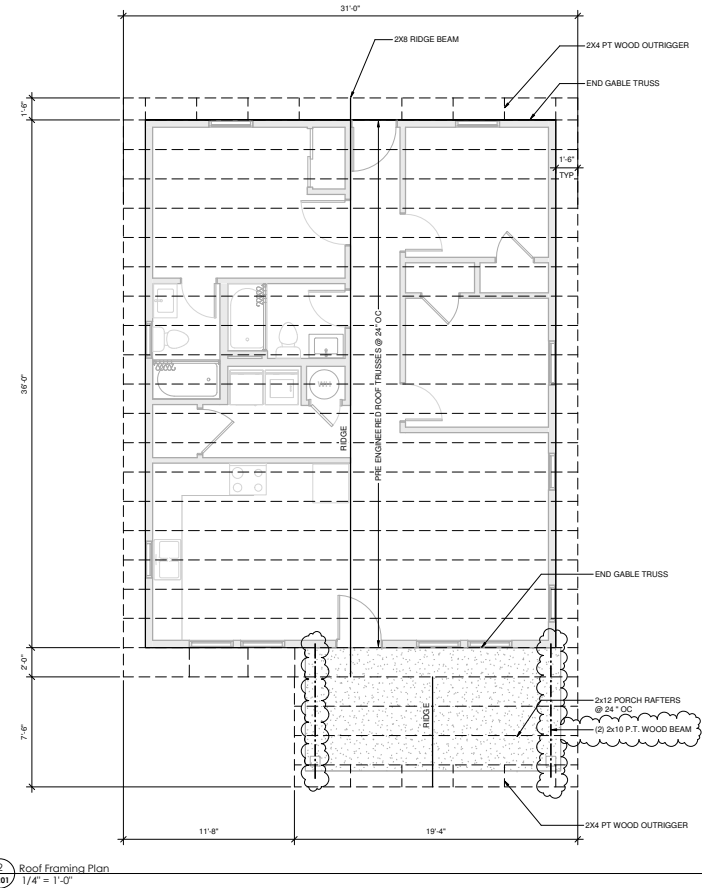 31'-0"
2X8 RIDGE BEAM
2X4 PT WOOD OUTRIGGER
END GABLE TRUSS
1'-6"
1'-6"
TYP.
36'-0"
PRE ENGINEERED ROOF TRUSSES @ 24" OC
RIDGE
END GABLE TRUSS
2'-0"
2x12 PORCH RAFTERS
@ 24 " OC
RIDGE
(2) 2x10 P.T. WOOD BEAM
7'-6"
2X4 PT WOOD OUTRIGGER
11'-8"
19'-4"
2
Roof Framing Plan
01
1/4" = 1'-0"